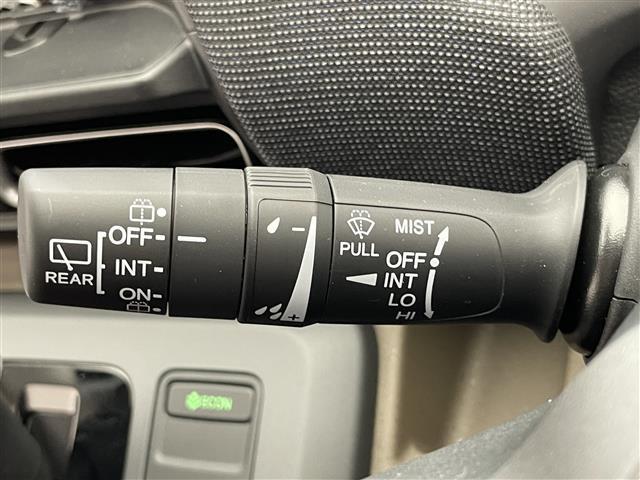 OFF
INT
ON
REAR
−
+
PULL
MIST
OFF
INT
LO
HI
ECON